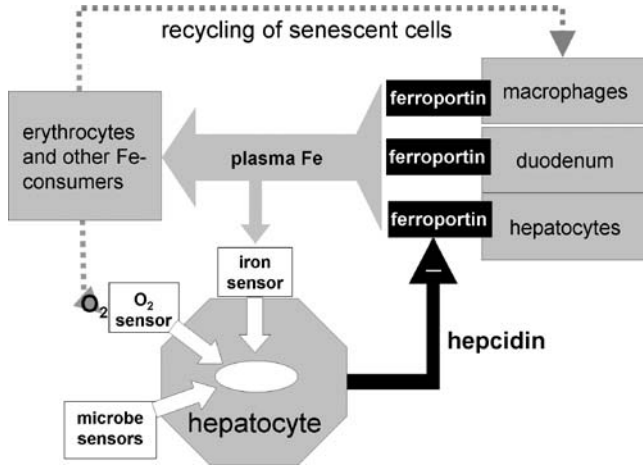 recycling of senescent cells
ferroportin
macrophages
erythrocytes
and other Fe-
consumers
plasma Fe
ferroportin
duodenum
ferroportin
hepatocytes
iron
sensor
–
O₂
O₂
sensor
hepcidin
microbe
sensors
hepatocyte